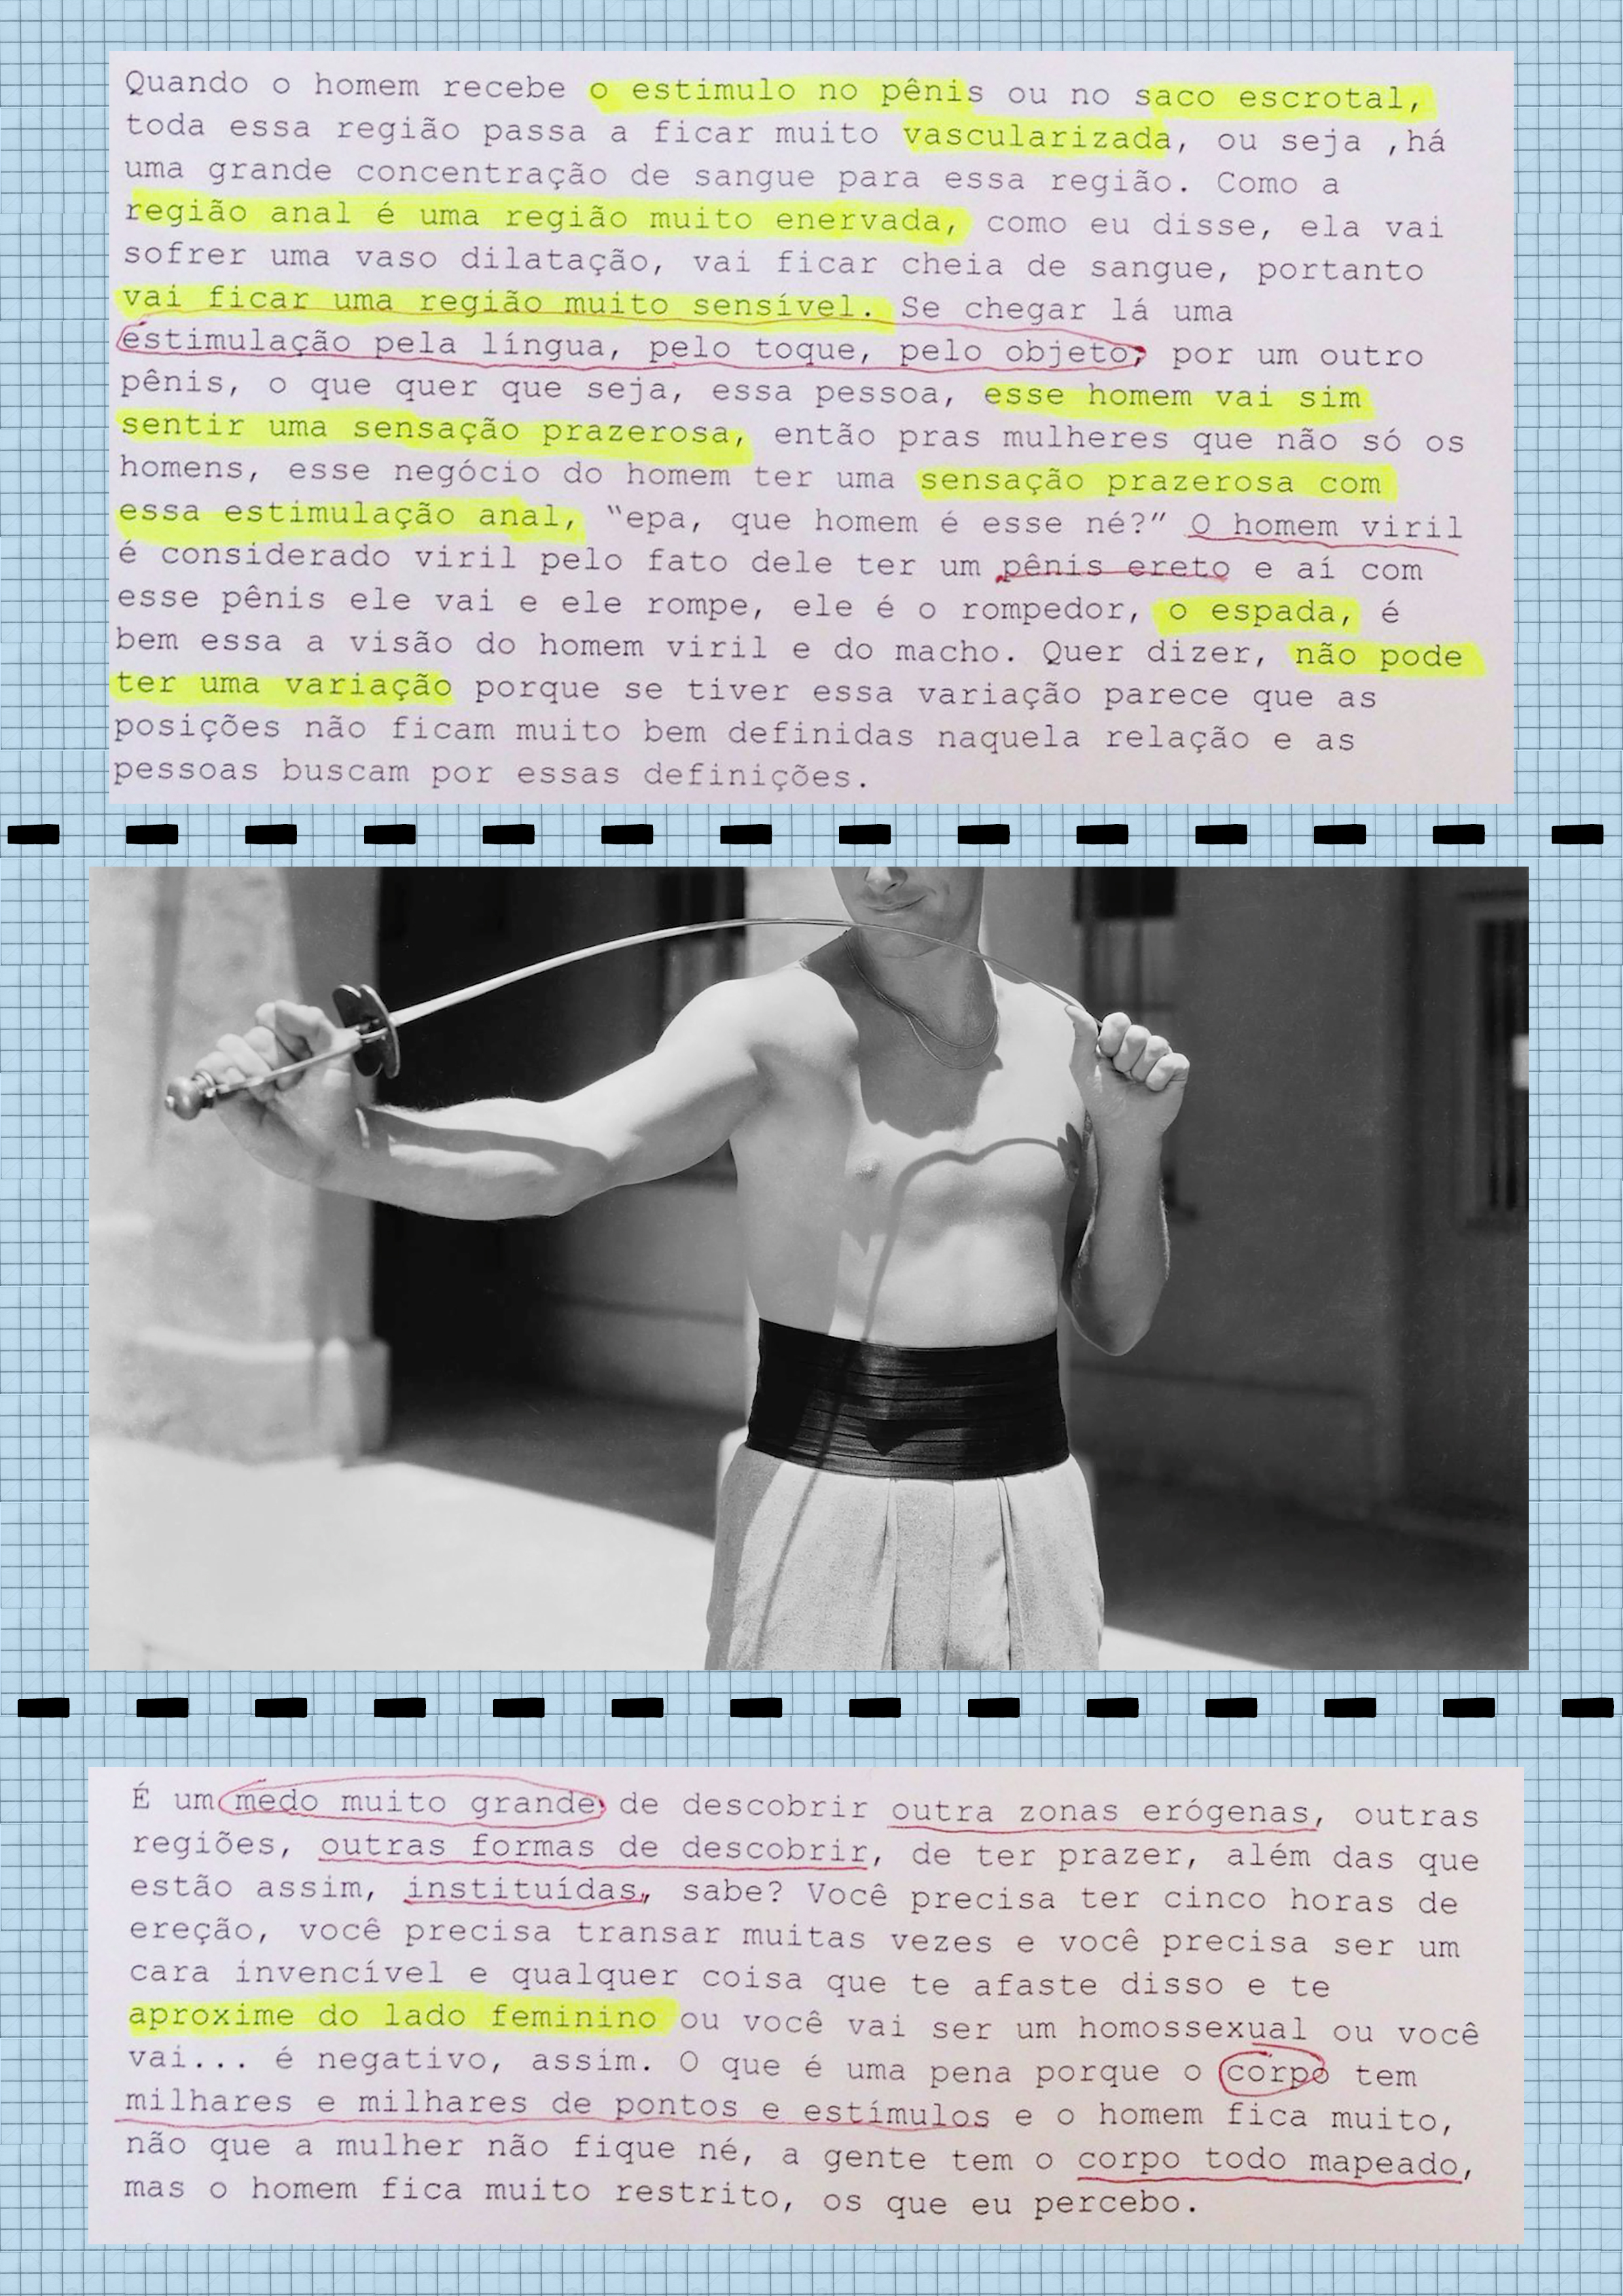 Quando o homem recebe o estimulo no pênis ou no saco escrotal,
toda essa região passa a ficar muito vascularizada, ou seja ,há
uma grande concentração de sangue para essa região. Como a
região anal é uma região muito enervada, como eu disse, ela vai
sofrer uma vaso dilatação, vai ficar cheia de sangue, portanto
vai ficar uma região muito sensível. Se chegar lá uma
estimulação pela língua, pelo toque, pelo objeto, por um outro
pênis, o que quer que seja, essa pessoa, esse homem vai sim
sentir uma sensação prazerosa, então pras mulheres que não só os
homens, esse negócio do homem ter uma sensação prazerosa com
essa estimulação anal, “epa, que homem é esse né?” O homem viril
é considerado viril pelo fato dele ter um pênis ereto e aí com
esse pênis ele vai e ele rompe, ele é o rompedor, o espada, é
bem essa a visão do homem viril e do macho. Quer dizer, não pode
ter uma variação porque se tiver essa variação parece que as
posições não ficam muito bem definidas naquela relação e as
pessoas buscam por essas definições.
É um medo muito grande de descobrir outra zonas erógenas, outras
regiões, outras formas de descobrir, de ter prazer, além das que
estão assim, instituídas, sabe? Você precisa ter cinco horas de
ereção, você precisa transar muitas vezes e você precisa ser um
cara invencível e qualquer coisa que te afaste disso e te
aproxime do lado feminino ou você vai ser um homossexual ou você
vai... é negativo, assim. O que é uma pena porque o corpo tem
milhares e milhares de pontos e estímulos e o homem fica muito,
não que a mulher não fique né, a gente tem o corpo todo mapeado,
mas o homem fica muito restrito, os que eu percebo.